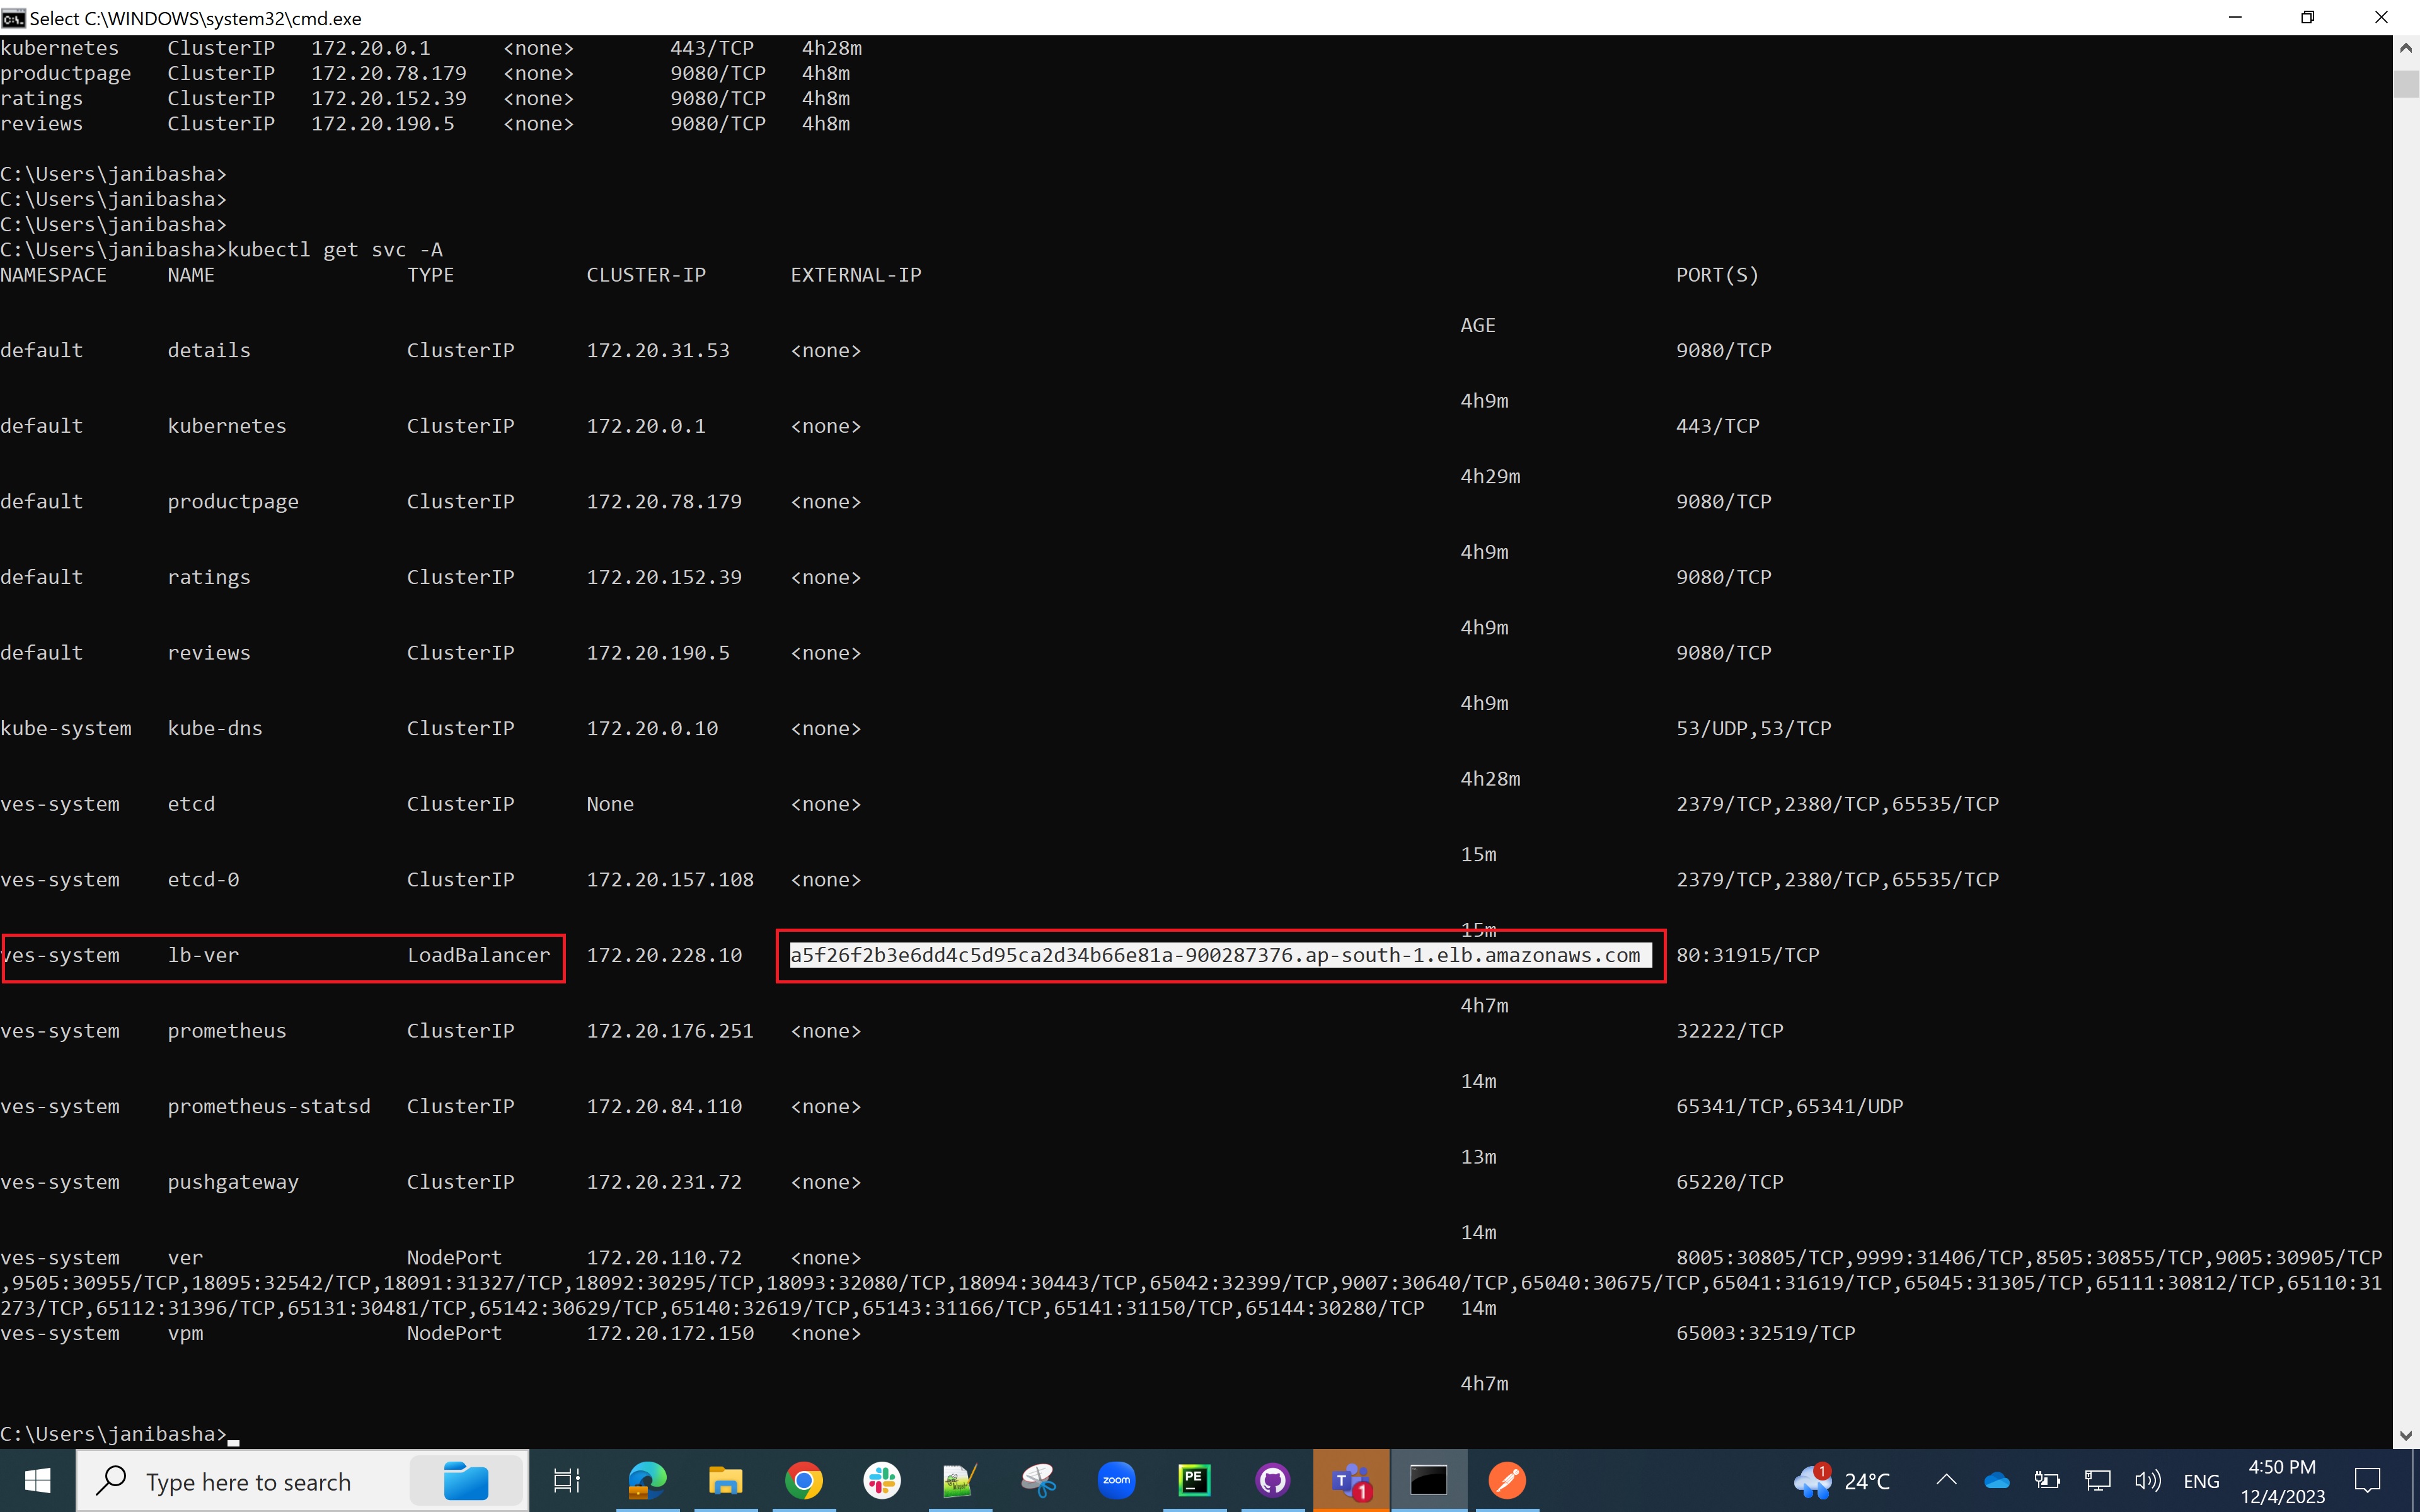 Select C:\WINDOWS\system32\cmd.exe
kubernetes ClusterIP 172.20.0.1 <none> 443/TCP 4h28m
productpage ClusterIP 172.20.78.179 <none> 9080/TCP 4h8m
ratings ClusterIP 172.20.152.39 <none> 9080/TCP 4h8m
reviews ClusterIP 172.20.190.5 <none> 9080/TCP 4h8m
C:\Users\janibasha>
C:\Users\janibasha>
C:\Users\janibasha>
C:\Users\janibasha>kubectl get svc -A
NAMESPACE NAME TYPE CLUSTER-IP EXTERNAL-IP PORT(S)
AGE
default details ClusterIP 172.20.31.53 <none> 9080/TCP
4h9m
default kubernetes ClusterIP 172.20.0.1 <none> 443/TCP
4h29m
default productpage ClusterIP 172.20.78.179 <none> 9080/TCP
4h9m
default ratings ClusterIP 172.20.152.39 <none> 9080/TCP
4h9m
default reviews ClusterIP 172.20.190.5 <none> 9080/TCP
4h9m
kube-system kube-dns ClusterIP 172.20.0.10 <none> 53/UDP,53/TCP
4h28m
ves-system etcd ClusterIP None <none> 2379/TCP,2380/TCP,65535/TCP
15m
ves-system etcd-0 ClusterIP 172.20.157.108 <none> 2379/TCP,2380/TCP,65535/TCP
15m
ves-system lb-ver LoadBalancer 172.20.228.10 a5f26f2b3e6dd4c5d95ca2d34b66e81a-900287376.ap-south-1.elb.amazonaws.com 80:31915/TCP
4h7m
ves-system prometheus ClusterIP 172.20.176.251 <none> 32222/TCP
14m
ves-system prometheus-statsd ClusterIP 172.20.84.110 <none> 65341/TCP,65341/UDP
13m
ves-system pushgateway ClusterIP 172.20.231.72 <none> 65220/TCP
14m
ves-system ver NodePort 172.20.110.72 <none> 8005:30805/TCP,9999:31406/TCP,8505:30855/TCP,9005:30905/TCP
,9505:30955/TCP,18095:32542/TCP,18091:31327/TCP,18092:30295/TCP,18093:32080/TCP,18094:30443/TCP,65042:32399/TCP,9007:30640/TCP,65040:30675/TCP,65041:31619/TCP,65045:31305/TCP,65111:30812/TCP,65110:31
273/TCP,65112:31396/TCP,65131:30481/TCP,65142:30629/TCP,65140:32619/TCP,65143:31166/TCP,65141:31150/TCP,65144:30280/TCP 14m
ves-system vpm NodePort 172.20.172.150 <none> 65003:32519/TCP
4h7m
C:\Users\janibasha>
Type here to search
zoom
PE
T
1
1
24°C
ENG
4:50 PM
12/4/2023